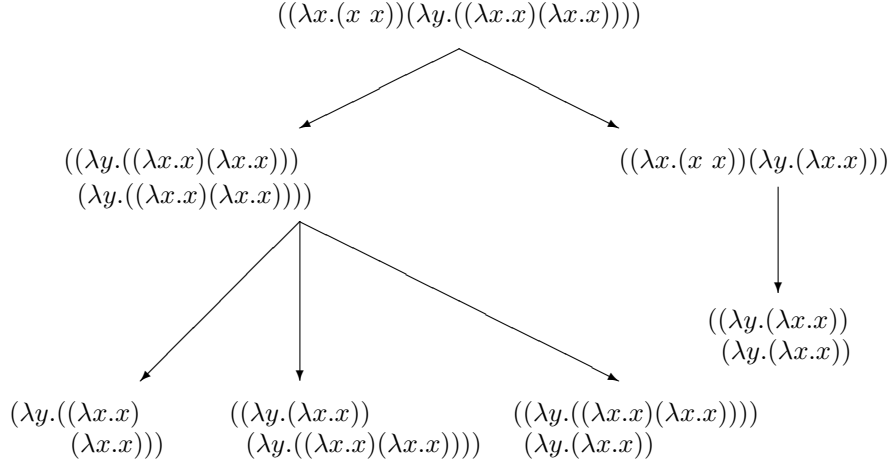 ((λx.(x x))(λy.((λx.x)(λx.x))))
((λy.((λx.x)(λx.x)))
(λy.((λx.x)(λx.x))))
((λx.(x x))(λy.(λx.x)))
((λy.(λx.x))
(λy.(λx.x))
(λy.((λx.x)
(λx.x)))
((λy.(λx.x))
(λy.((λx.x)(λx.x))))
((λy.((λx.x)(λx.x))))
(λy.(λx.x))